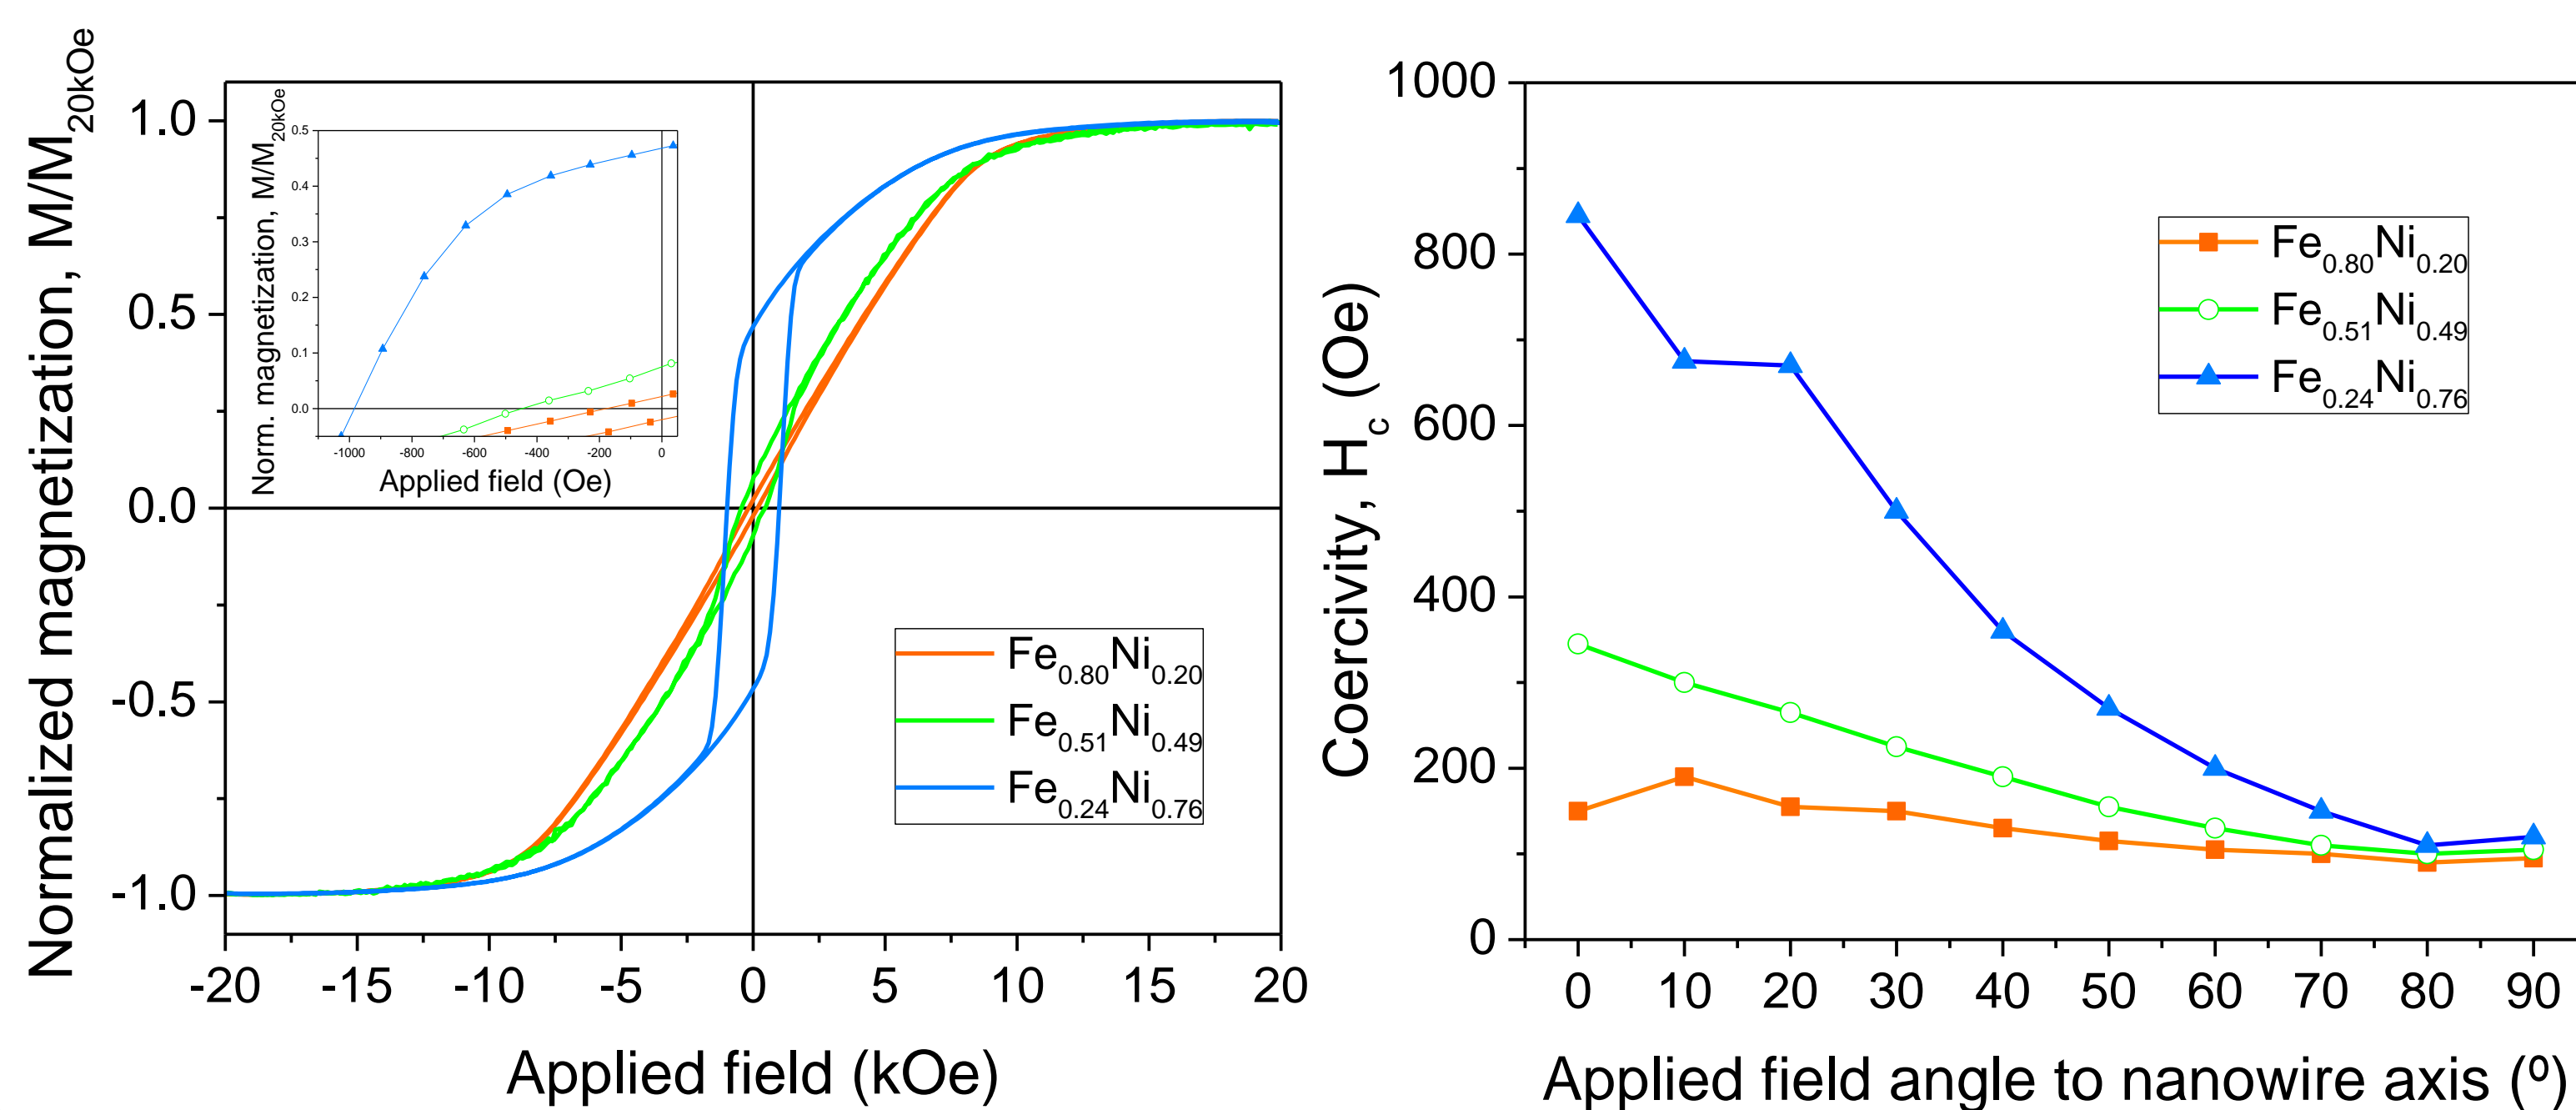 Normalized magnetization, M/M20kOe
1.0
0.5
0.0
-0.5
-1.0
-20 -15 -10 -5 0 5 10 15 20
Applied field (kOe)
Norm. magnetization, M/M20kOe
0.5
0.4
0.3
0.2
0.1
0.0
-1000 -800 -600 -400 -200 0
Applied field (Oe)
Fe0.80Ni0.20
Fe0.51Ni0.49
Fe0.24Ni0.76
Coercivity, Hc (Oe)
1000
800
600
400
200
0
0 10 20 30 40 50 60 70 80 90
Applied field angle to nanowire axis (º)
Fe0.80Ni0.20
Fe0.51Ni0.49
Fe0.24Ni0.76